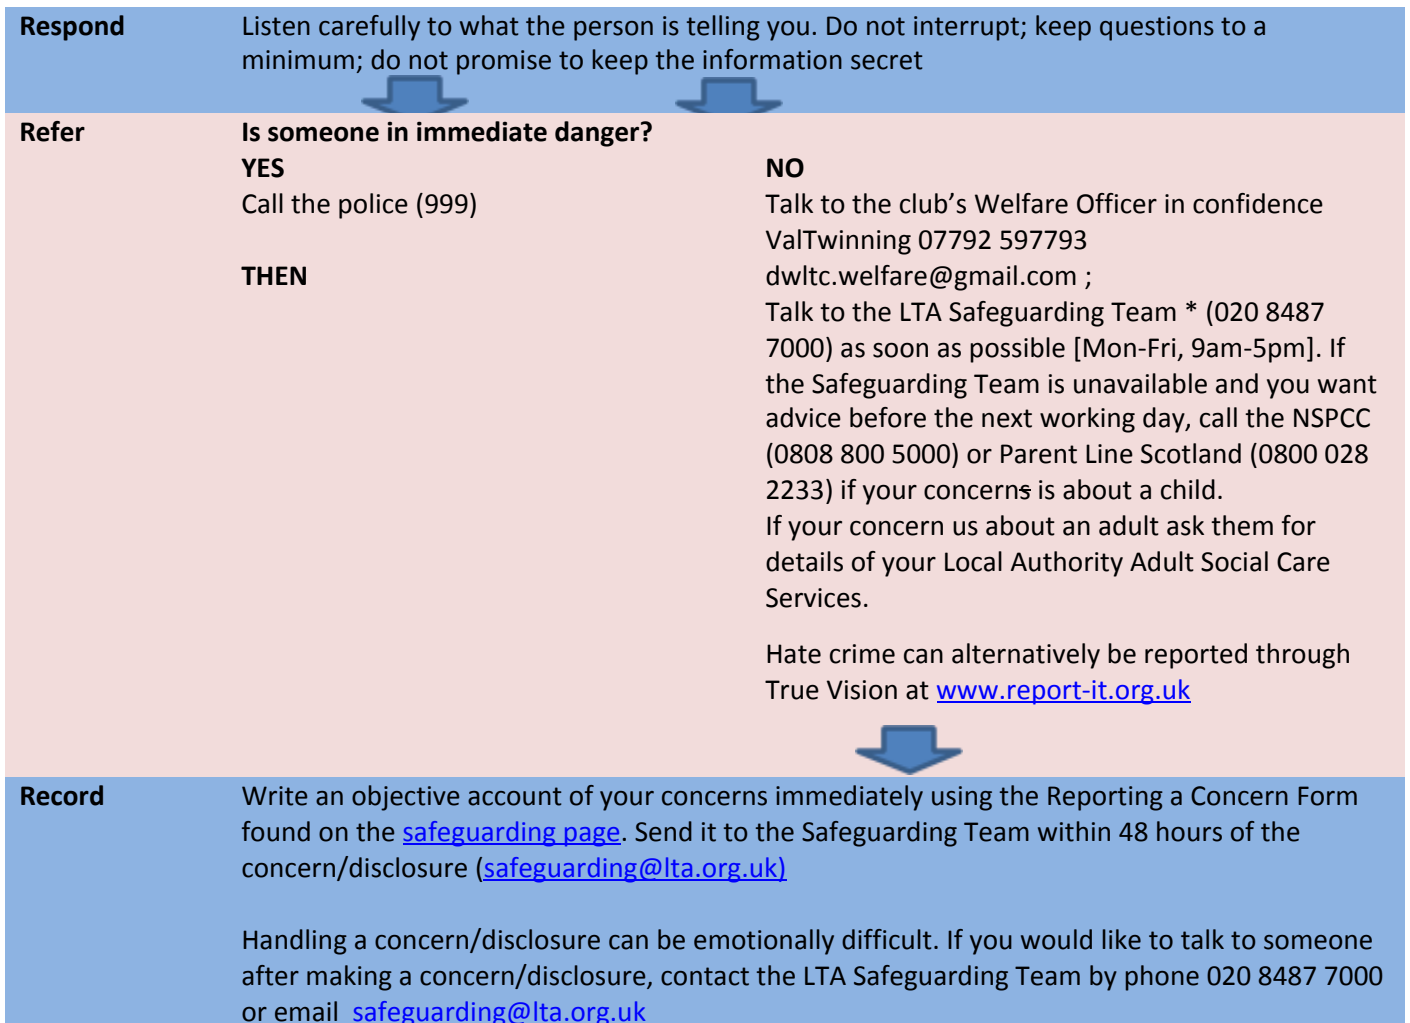 Respond
Listen carefully to what the person is telling you. Do not interrupt; keep questions to a
minimum; do not promise to keep the information secret
Refer
Is someone in immediate danger?
YES
Call the police (999)
THEN
NO
Talk to the club's Welfare Officer in confidence
ValTwinning 07792 597793
dwltc.welfare@gmail.com ;
Talk to the LTA Safeguarding Team * (020 8487
7000) as soon as possible [Mon-Fri, 9am-5pm]. If
the Safeguarding Team is unavailable and you want
advice before the next working day, call the NSPCC
(0808 800 5000) or Parent Line Scotland (0800 028
2233) if your concerns is about a child.
If your concern us about an adult ask them for
details of your Local Authority Adult Social Care
Services.
Hate crime can alternatively be reported through
True Vision at www.report-it.org.uk
Record
Write an objective account of your concerns immediately using the Reporting a Concern Form
found on the safeguarding page. Send it to the Safeguarding Team within 48 hours of the
concern/disclosure (safeguarding@lta.org.uk)
Handling a concern/disclosure can be emotionally difficult. If you would like to talk to someone
after making a concern/disclosure, contact the LTA Safeguarding Team by phone 020 8487 7000
or email  safeguarding@lta.org.uk